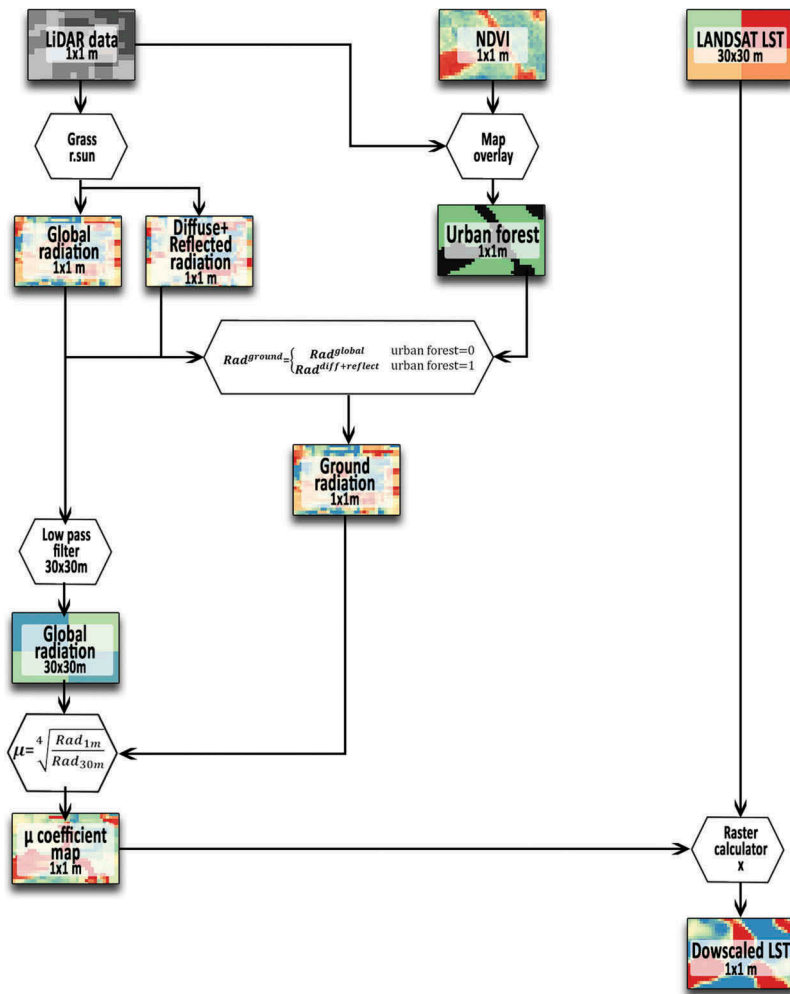 LiDAR data
1x1 m
NDVI
1x1 m
LANDSAT LST
30x30 m
Grass
r.sun
Map
overlay
Global
radiation
1x1 m
Diffuse+
Reflected
radiation
1x1 m
Urban forest
1x1m
Rad^ground={ Rad^global urban forest=0
Rad^diff+reflect urban forest=1
Ground
radiation
1x1m
Low pass
filter
30x30m
Global
radiation
30x30m
μ= ⁴√(Rad_1m / Rad_30m)
μ coefficient
map
1x1 m
Raster
calculator
x
Dowscaled LST
1x1 m